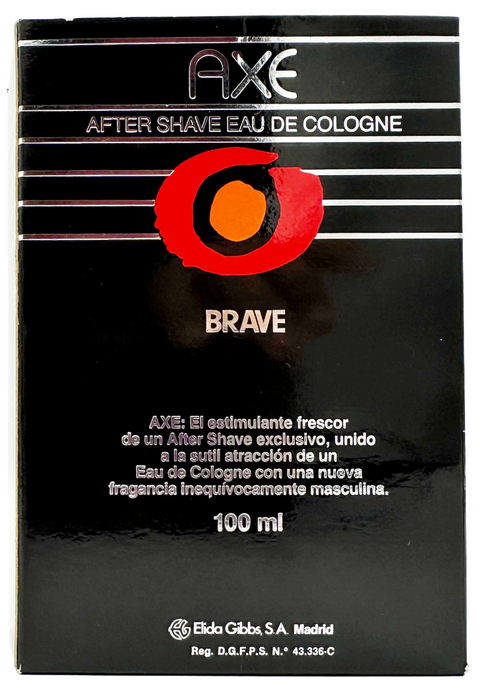 AXE
AFTER SHAVE EAU DE COLOGNE
BRAVE
AXE: El estimulante frescor
de un After Shave exclusivo, unido
a la sutil atracción de un
Eau de Cologne con una nueva
fragancia inequívocamente masculina.
100 ml
Elida Gibbs, S.A. Madrid
Reg. D.G.F.P.S. N.º 43.336-C